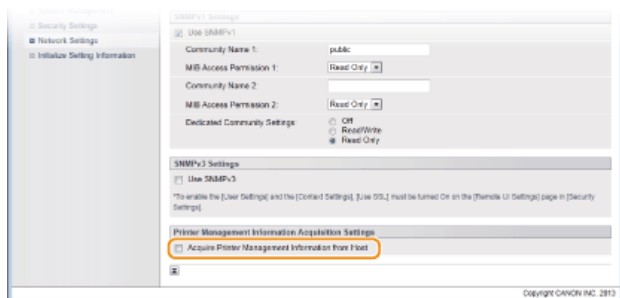 Security Settings
Network Settings
Initialize Setting Information
SNMPv1 Settings
Use SNMPv1
Community Name 1:
public
MIB Access Permission 1:
Read Only
Community Name 2:
MIB Access Permission 2:
Read Only
Dedicated Community Settings:
Off
Read/Write
Read Only
SNMPv3 Settings
Use SNMPv3
*To enable the [User Settings] and the [Context Settings], [Use SSL] must be turned On on the [Remote UI Settings] page in [Security
Settings].
Printer Management Information Acquisition Settings
Acquire Printer Management Information from Host
Copyright CANON INC. 2013